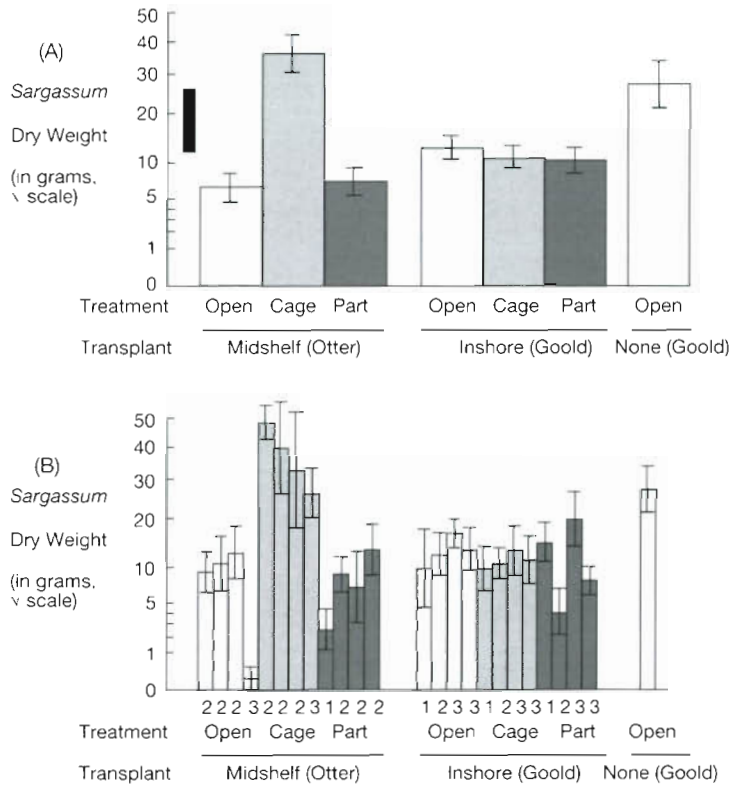 (A)
Sargassum
Dry Weight
(in grams,
√ scale)
50
40
30
20
10
5
1
0
Treatment Open Cage Part Open Cage Part Open
Transplant Midshelf (Otter) Inshore (Goold) None (Goold)
(B)
Sargassum
Dry Weight
(in grams,
√ scale)
50
40
30
20
10
5
1
0
2 2 2 3 2 2 2 3 1 2 2 2 1 2 3 3 1 2 3 3 1 2 3 3
Treatment Open Cage Part Open Cage Part Open
Transplant Midshelf (Otter) Inshore (Goold) None (Goold)